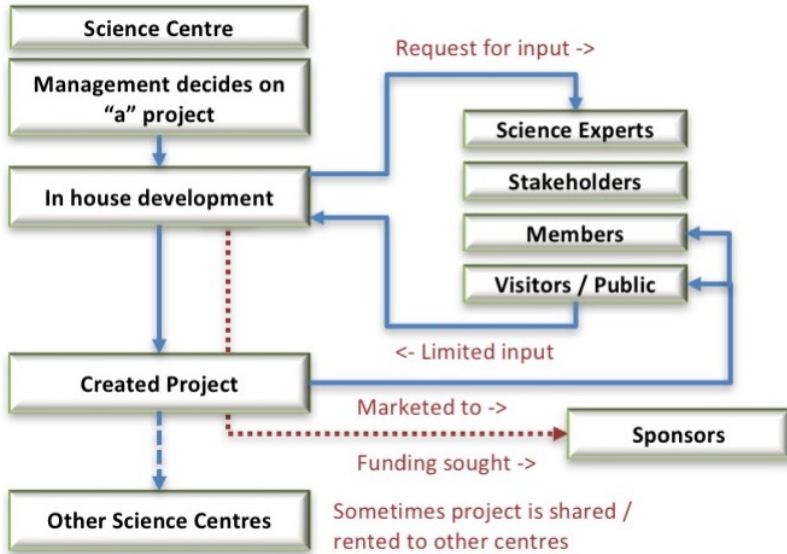 Science Centre
Management decides on
“a” project
In house development
Request for input ->
Science Experts
Stakeholders
Members
Visitors / Public
<- Limited input
Created Project
Marketed to ->
Sponsors
Funding sought ->
Other Science Centres
Sometimes project is shared /
rented to other centres